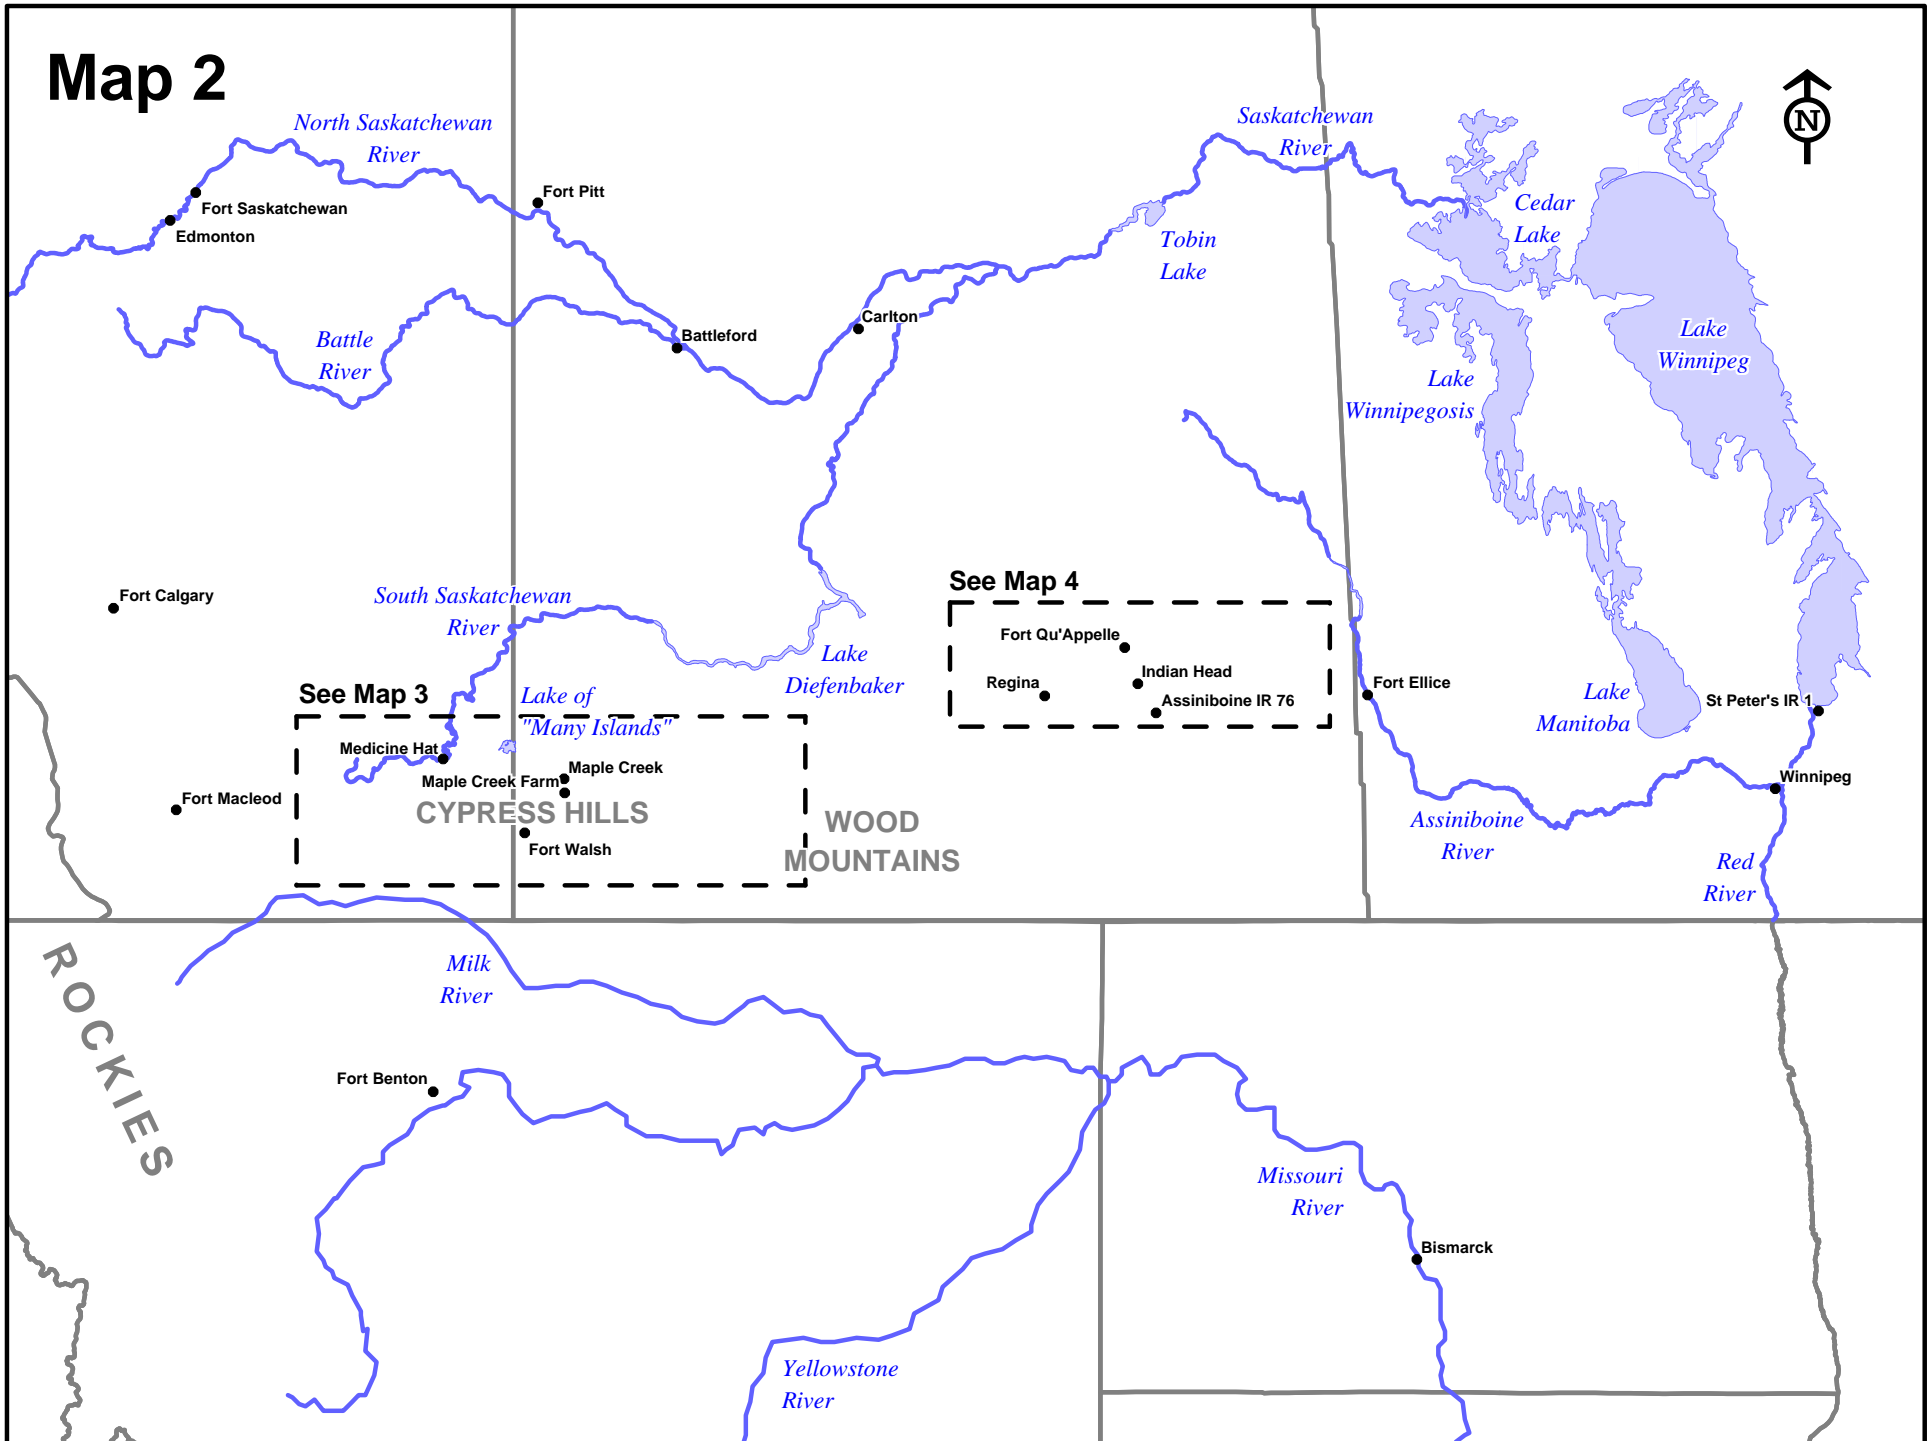 Map 2
N
North Saskatchewan
River
Saskatchewan
River
Fort Pitt
Fort Saskatchewan
Edmonton
Cedar
Lake
Tobin
Lake
Carlton
Battleford
Battle
River
Lake
Winnipeg
Lake
Winnipegosis
See Map 4
Fort Calgary
South Saskatchewan
River
Fort Qu'Appelle
Indian Head
Regina
Assiniboine IR 76
Lake
Diefenbaker
Fort Ellice
Lake
Manitoba
St Peter's IR 1
See Map 3
Lake of
"Many Islands"
Medicine Hat
Maple Creek
Maple Creek Farm
CYPRESS HILLS
Fort Walsh
Fort Macleod
WOOD
MOUNTAINS
Winnipeg
Assiniboine
River
Red
River
ROCKIES
Milk
River
Fort Benton
Missouri
River
Bismarck
Yellowstone
River